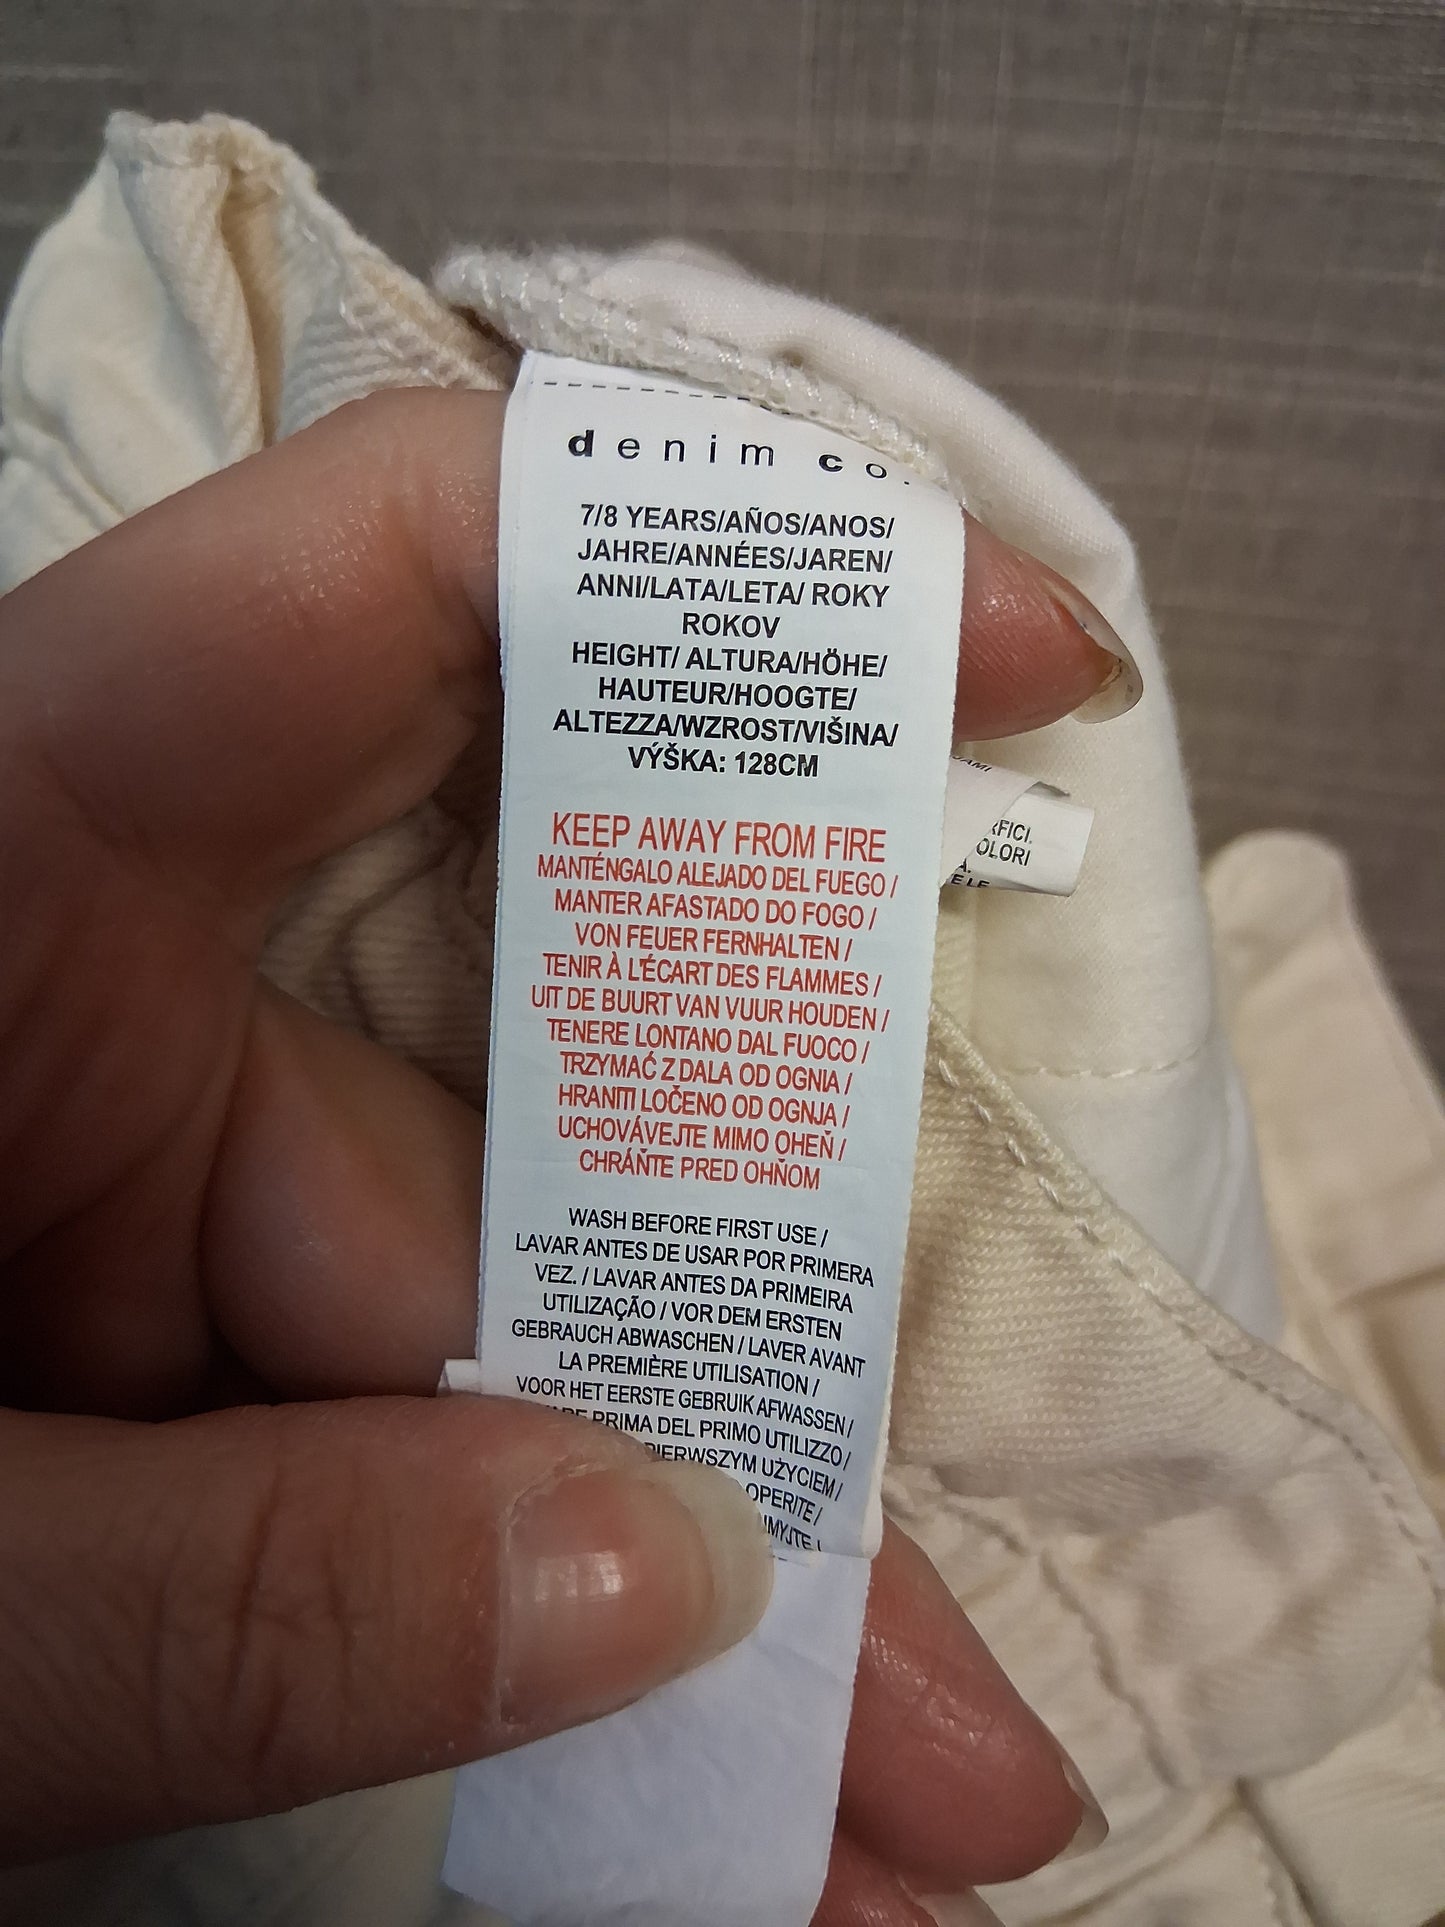 denim co.
7/8 YEARS/AÑOS/ANOS/
JAHRE/ANNÉES/JAREN/
ANNI/LATA/LETA/ ROKY
ROKOV
HEIGHT/ ALTURA/HÖHE/
HAUTEUR/HOOGTE/
ALTEZZA/WZROST/VIŠINA/
VÝŠKA: 128CM
KEEP AWAY FROM FIRE
MANTÉNGALO ALEJADO DEL FUEGO /
MANTER AFASTADO DO FOGO /
VON FEUER FERNHALTEN /
TENIR À L'ÉCART DES FLAMMES /
UIT DE BUURT VAN VUUR HOUDEN /
TENERE LONTANO DAL FUOCO /
TRZYMAĆ Z DALA OD OGNIA /
HRANITI LOČENO OD OGNJA /
UCHOVÁVEJTE MIMO OHEŇ /
CHRÁŇTE PRED OHŇOM
WASH BEFORE FIRST USE /
LAVAR ANTES DE USAR POR PRIMERA
VEZ. / LAVAR ANTES DA PRIMEIRA
UTILIZAÇÃO / VOR DEM ERSTEN
GEBRAUCH ABWASCHEN / LAVER AVANT
LA PREMIÈRE UTILISATION /
VOOR HET EERSTE GEBRUIK AFWASSEN /
PRIMA DEL PRIMO UTILIZZO /
PIERWSZYM UŻYCIEM /
OPERITE /